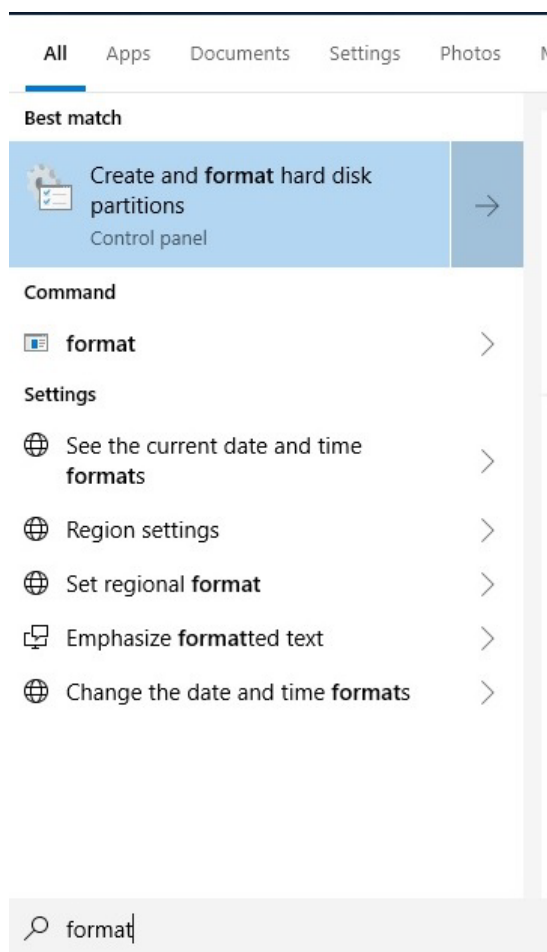 All Apps Documents Settings Photos
Best match
Create and format hard disk
partitions
Control panel
Command
format
Settings
See the current date and time
formats
Region settings
Set regional format
Emphasize formatted text
Change the date and time formats
format